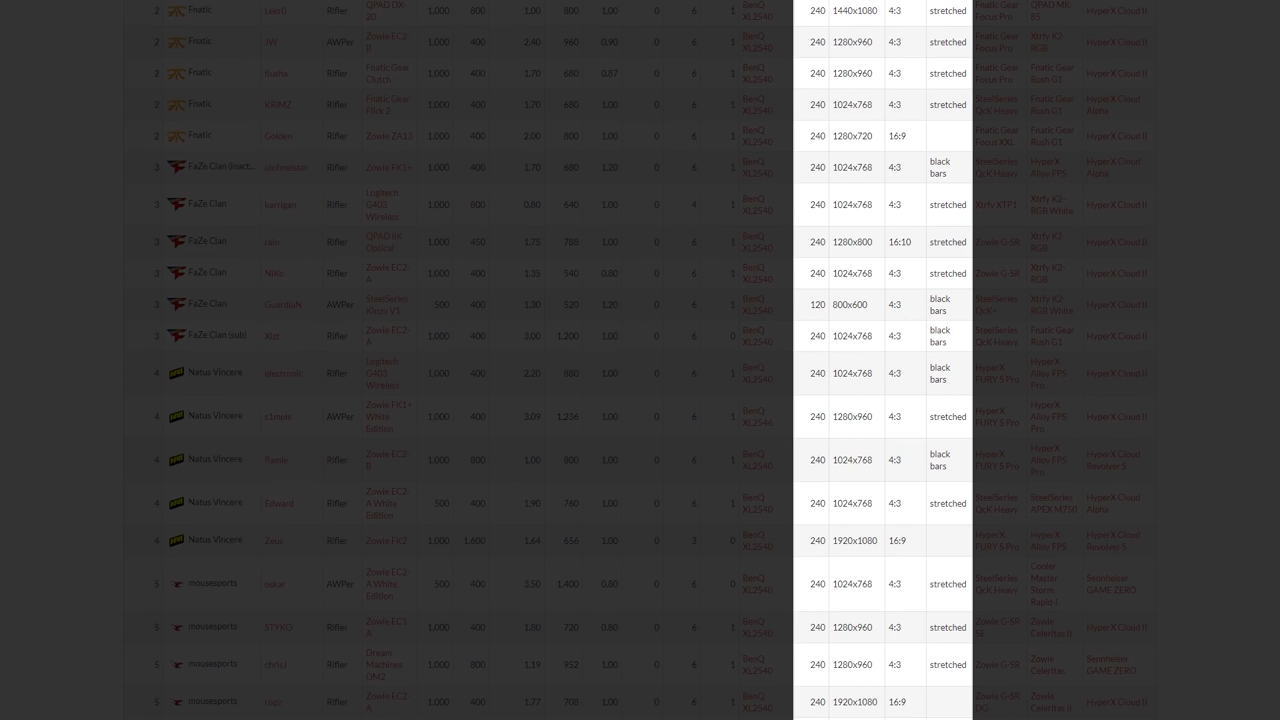 2 Fnatic Lekr0 Rifler QPAD DX-20 1,000 800 1.00 800 1.00 0 6 1 BenQ XL2540 240 1440x1080 4:3 stretched Fnatic Gear Focus Pro QPAD MK-85 HyperX Cloud II
2 Fnatic JW AWPer Zowie EC2-B 1,000 400 2.40 960 0.90 0 6 1 BenQ XL2540 240 1280x960 4:3 stretched Fnatic Gear Focus Pro Xtrfy K2-RGB HyperX Cloud II
2 Fnatic flusha Rifler Fnatic Gear Clutch 1,000 400 1.70 680 0.87 0 6 1 BenQ XL2540 240 1280x960 4:3 stretched Fnatic Gear Focus Pro Fnatic Gear Rush G1 HyperX Cloud II
2 Fnatic KRIMZ Rifler Fnatic Gear Flick 2 1,000 400 1.70 680 1.00 0 6 1 BenQ XL2540 240 1024x768 4:3 stretched SteelSeries QcK Heavy Fnatic Gear Rush G1 HyperX Cloud Alpha
2 Fnatic Golden Rifler Zowie ZA13 1,000 400 2.00 800 1.00 0 6 1 BenQ XL2540 240 1280x720 16:9 Fnatic Gear Focus XXL Fnatic Gear Rush G1 HyperX Cloud II
3 FaZe Clan (inact... olofmeister Rifler Zowie FK1+ 1,000 400 1.70 680 1.20 0 6 1 BenQ XL2540 240 1024x768 4:3 black bars SteelSeries QcK Heavy HyperX Alloy FPS HyperX Cloud Alpha
3 FaZe Clan karrigan Rifler Logitech G403 Wireless 1,000 800 0.80 640 1.00 0 4 1 BenQ XL2540 240 1024x768 4:3 stretched Xtrfy XTP1 Xtrfy K2-RGB White HyperX Cloud II
3 FaZe Clan rain Rifler QPAD 8K Optical 1,000 450 1.75 788 1.00 0 6 1 BenQ XL2540 240 1280x800 16:10 stretched Zowie G-SR Xtrfy K2-RGB HyperX Cloud II
3 FaZe Clan NiKo Rifler Zowie EC2-A 1,000 400 1.35 540 0.80 0 6 1 BenQ XL2540 240 1024x768 4:3 stretched Zowie G-SR Xtrfy K2-RGB HyperX Cloud II
3 FaZe Clan GuardiaN AWPer SteelSeries Kinzu V1 500 400 1.30 520 1.20 0 6 1 BenQ XL2540 120 800x600 4:3 black bars SteelSeries QcK+ Xtrfy K2-RGB White HyperX Cloud II
3 FaZe Clan (sub) Xizt Rifler Zowie EC2-A 1,000 400 3.00 1,200 1.00 0 6 0 BenQ XL2540 240 1024x768 4:3 black bars SteelSeries QcK Heavy Fnatic Gear Rush G1 HyperX Cloud II
4 Natus Vincere electronic Rifler Logitech G403 Wireless 1,000 400 2.20 880 1.00 0 6 1 BenQ XL2540 240 1024x768 4:3 black bars HyperX FURY S Pro HyperX Alloy FPS Pro HyperX Cloud II
4 Natus Vincere s1mple AWPer Zowie FK1+ White Edition 1,000 400 3.09 1,236 1.00 0 6 1 BenQ XL2546 240 1280x960 4:3 stretched HyperX FURY S Pro HyperX Alloy FPS Pro HyperX Cloud II
4 Natus Vincere flamie Rifler Zowie EC2-B 1,000 800 1.00 800 1.00 0 6 1 BenQ XL2540 240 1024x768 4:3 black bars HyperX FURY S Pro HyperX Alloy FPS Pro HyperX Cloud Revolver S
4 Natus Vincere Edward Rifler Zowie EC2-A White Edition 500 400 1.90 760 1.00 0 6 1 BenQ XL2540 240 1024x768 4:3 stretched SteelSeries QcK Heavy SteelSeries APEX M750 HyperX Cloud Alpha
4 Natus Vincere Zeus Rifler Zowie FK2 1,000 1,600 1.64 656 1.00 0 3 0 BenQ XL2540 240 1920x1080 16:9 HyperX FURY S Pro HyperX Alloy FPS HyperX Cloud Revolver S
5 mousesports oskar AWPer Zowie EC2-A White Edition 500 400 3.50 1,400 0.80 0 6 0 BenQ XL2540 240 1024x768 4:3 stretched SteelSeries QcK Heavy Cooler Master Storm Rapid-i Sennheiser GAME ZERO
5 mousesports STYKO Rifler Zowie EC1-A 1,000 400 1.80 720 0.80 0 6 1 BenQ XL2540 240 1280x960 4:3 stretched Zowie G-SR SE Zowie Celeritas II HyperX Cloud II
5 mousesports chrisJ Rifler Dream Machines DM2 1,000 800 1.19 952 1.00 0 6 1 BenQ XL2540 240 1280x960 4:3 stretched Zowie G-SR Zowie Celeritas Sennheiser GAME ZERO
5 mousesports ropz Rifler Zowie EC2-A 1,000 400 1.77 708 1.00 0 6 1 BenQ XL2540 240 1920x1080 16:9 Zowie G-SR DG Zowie Celeritas II HyperX Cloud II